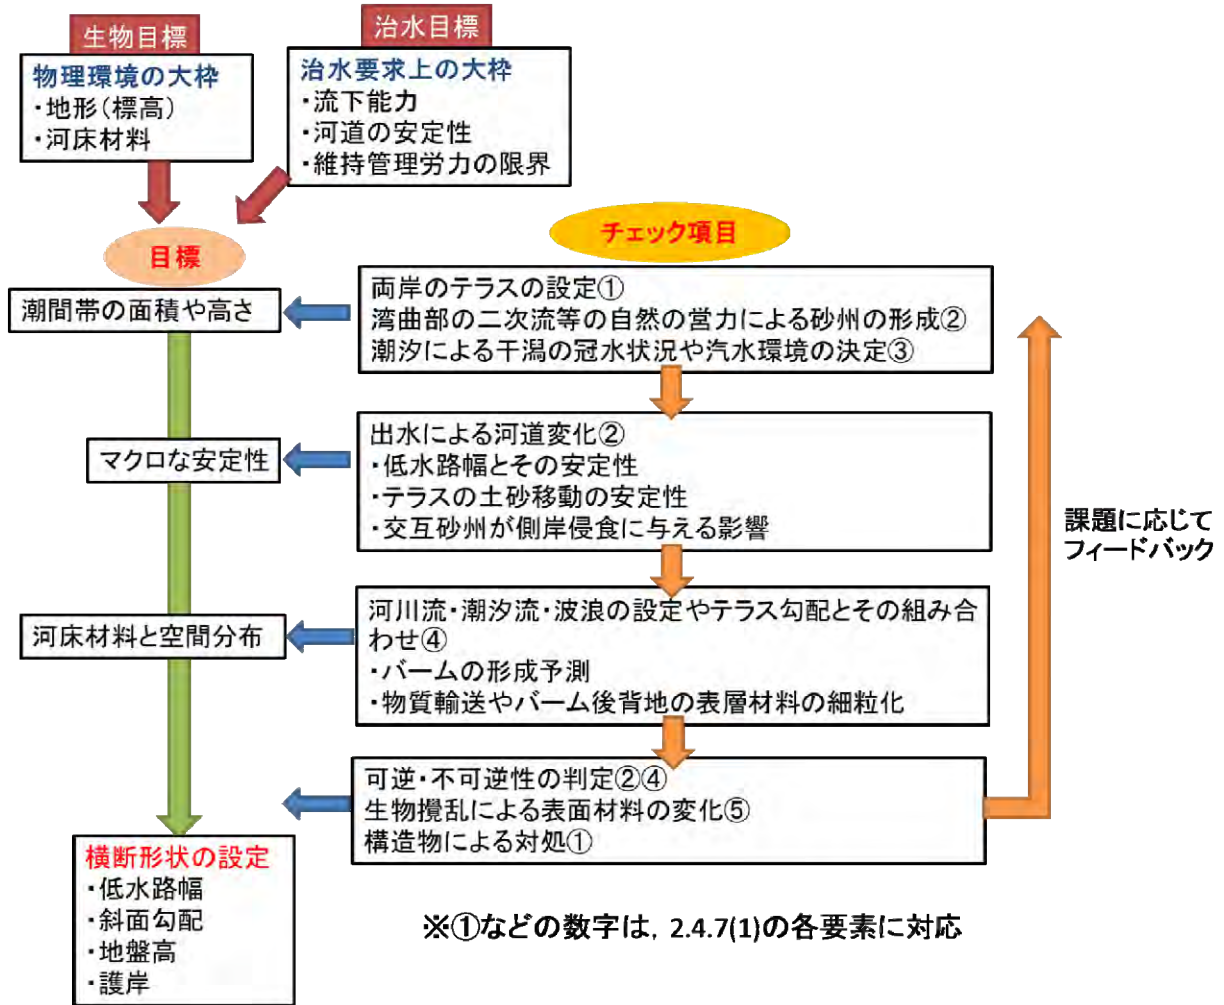 生物目標
物理環境の大枠
・地形(標高)
・河床材料
治水目標
治水要求上の大枠
・流下能力
・河道の安定性
・維持管理労力の限界
目標
チェック項目
潮間帯の面積や高さ
両岸のテラスの設定①
湾曲部の二次流等の自然の営力による砂州の形成②
潮汐による干潟の冠水状況や汽水環境の決定③
マクロな安定性
出水による河道変化②
・低水路幅とその安定性
・テラスの土砂移動の安定性
・交互砂州が側岸侵食に与える影響
課題に応じて
フィードバック
河床材料と空間分布
河川流・潮汐流・波浪の設定やテラス勾配とその組み合
わせ④
・バームの形成予測
・物質輸送やバーム後背地の表層材料の細粒化
可逆・不可逆性の判定②④
生物攪乱による表面材料の変化⑤
構造物による対処①
横断形状の設定
・低水路幅
・斜面勾配
・地盤高
・護岸
※①などの数字は, 2.4.7(1)の各要素に対応